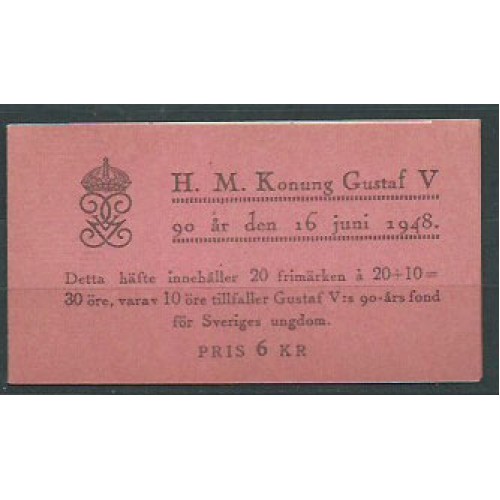 H. M. Konung Gustaf V
90 år den 16 juni 1948.
Detta häfte innehåller 20 frimärken à 20+10=
30 öre, varav 10 öre tillfaller Gustaf V:s 90-års fond
för Sveriges ungdom.
PRIS 6 KR